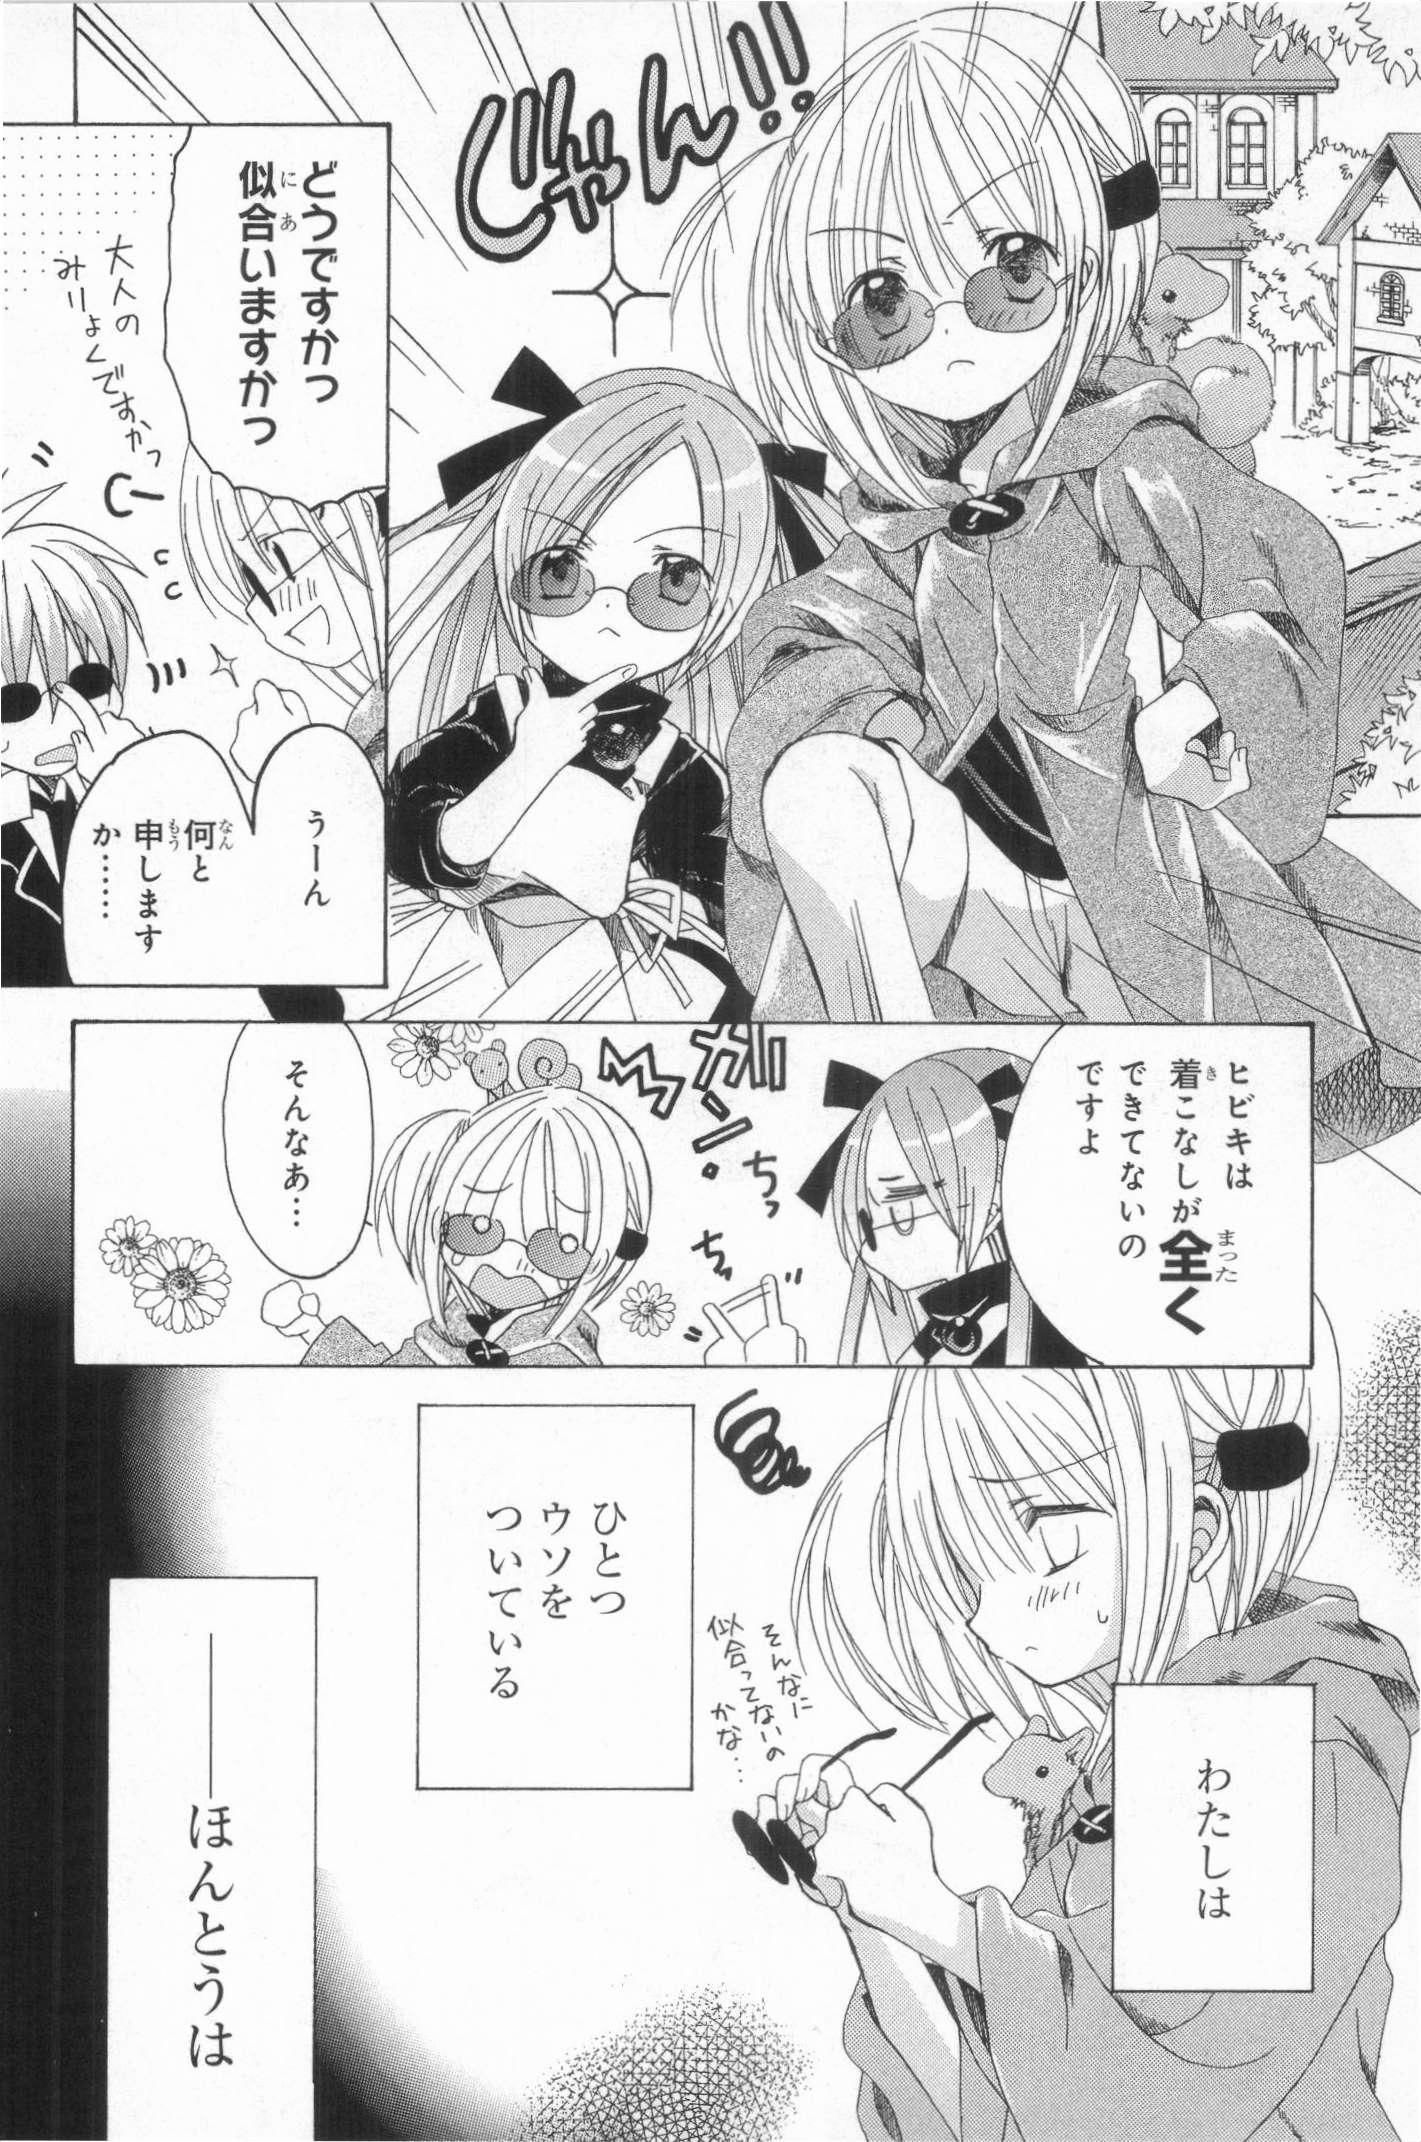 じゃん!!
どうですかっ
似合いますかっ
大人の
みりょくですかっ
うーん
何と
申します
か……
ヒビキは
着こなしが全く
できてないの
ですよ
ちっ
ちっ
ガーン!
そんなあ…
わたしは
そんなに
似合ってないの
かな…
ひとつ
ウソを
ついている
――ほんとうは